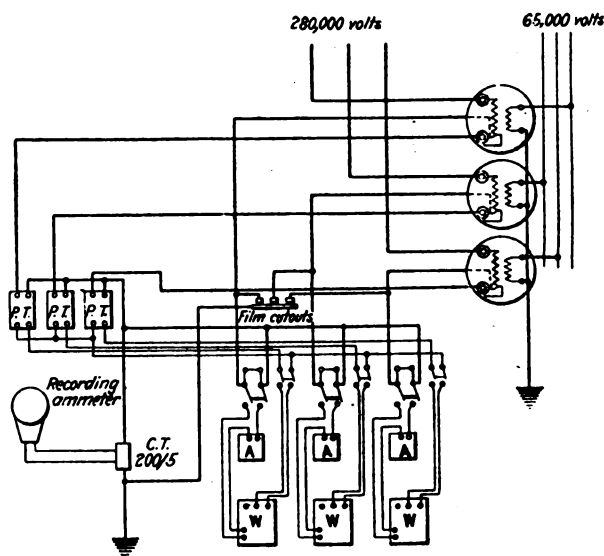 280,000 volts
65,000 volts
P.T.
P.T.
P.T.
Film cutouts
Recording
ammeter
C.T.
200/5
A
A
A
W
W
W